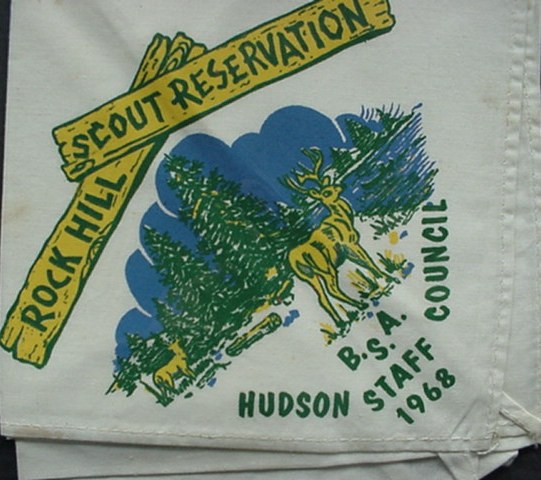 ROCK HILL
SCOUT RESERVATION
HUDSON COUNCIL
B.S.A.
STAFF
1968